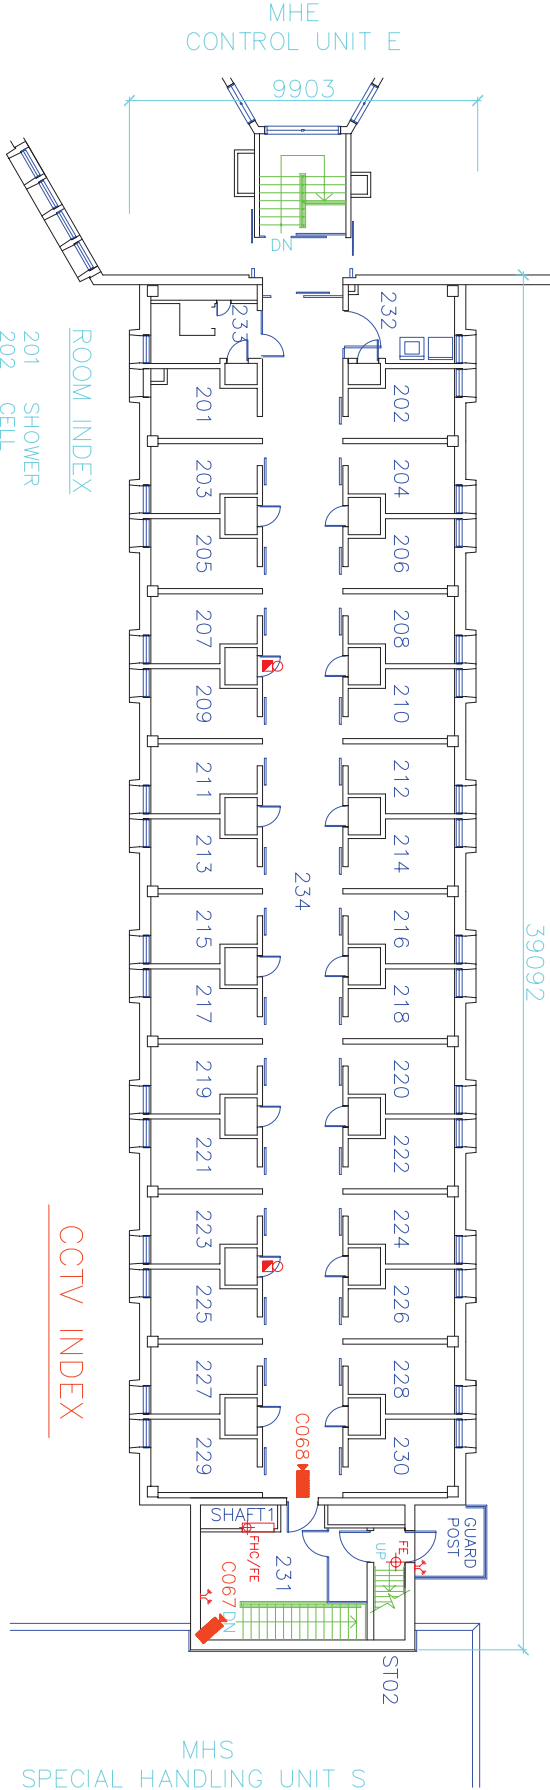 MHE
CONTROL UNIT E
9903
DN
232
233
ROOM INDEX
201 SHOWER
202 CELL
201
202
203
204
205
206
207
208
209
210
211
212
213
214
234
39092
215
216
217
218
219
220
221
222
223
224
CCTV INDEX
225
226
227
228
229
230
C068
SHAFT1
GUARD
POST
FHC/FE
231
UP
FE
C067
DN
ST02
MHS
SPECIAL HANDLING UNIT S